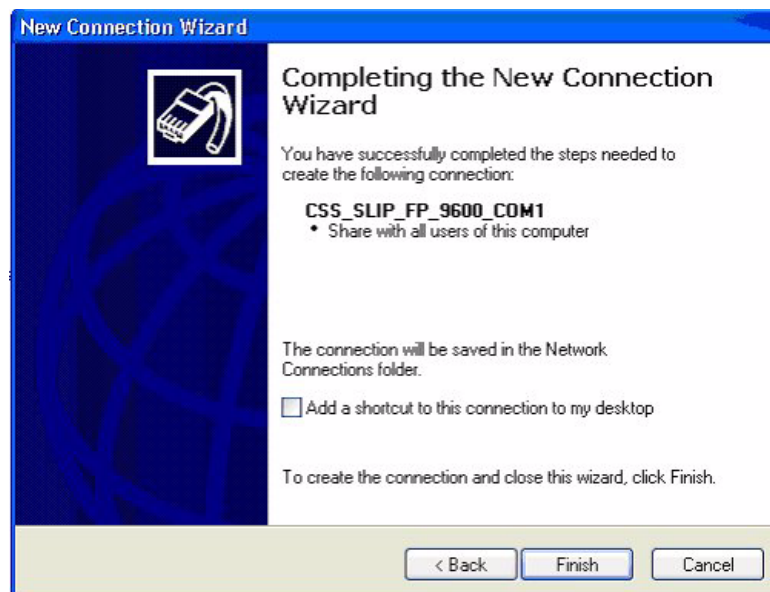 New Connection Wizard
Completing the New Connection
Wizard
You have successfully completed the steps needed to
create the following connection:
CSS_SLIP_FP_9600_COM1
• Share with all users of this computer
The connection will be saved in the Network
Connections folder.
Add a shortcut to this connection to my desktop
To create the connection and close this wizard, click Finish.
< Back Finish Cancel